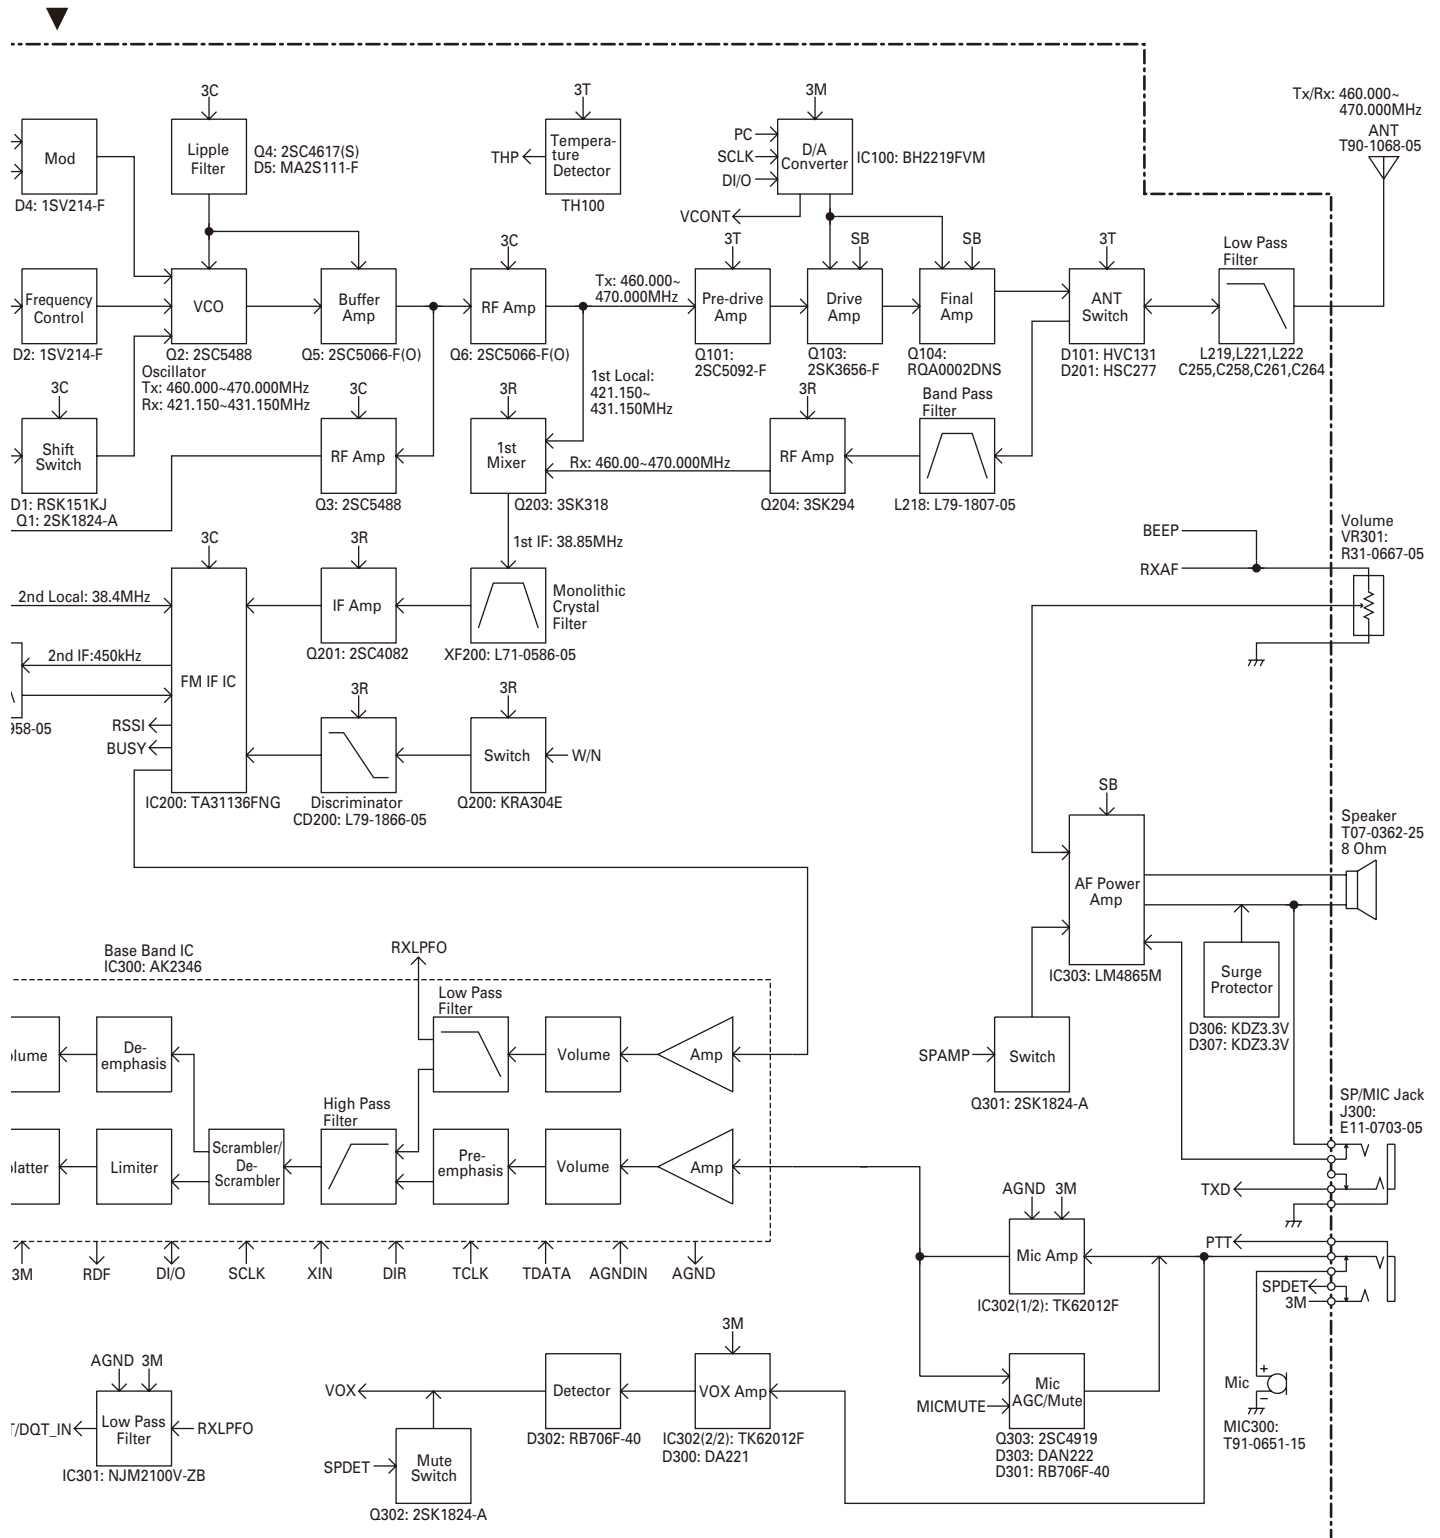 3C
3T
3M
Tx/Rx: 460.000~
470.000MHz
ANT
T90-1068-05
Mod
D4: 1SV214-F
Lipple
Filter
Q4: 2SC4617(S)
D5: MA2S111-F
THP
Tempera-
ture
Detector
TH100
PC
SCLK
DI/O
D/A
Converter
IC100: BH2219FVM
VCONT
3C
3T
SB
SB
3T
Low Pass
Filter
Frequency
Control
D2: 1SV214-F
VCO
Q2: 2SC5488
Oscillator
Tx: 460.000~470.000MHz
Rx: 421.150~431.150MHz
Buffer
Amp
Q5: 2SC5066-F(O)
RF Amp
Q6: 2SC5066-F(O)
Tx: 460.000~
470.000MHz
Pre-drive
Amp
Q101:
2SC5092-F
Drive
Amp
Q103:
2SK3656-F
Final
Amp
Q104:
RQA0002DNS
ANT
Switch
D101: HVC131
D201: HSC277
L219,L221,L222
C255,C258,C261,C264
3C
Shift
Switch
D1: RSK151KJ
Q1: 2SK1824-A
3C
RF Amp
Q3: 2SC5488
3R
1st
Mixer
Q203: 3SK318
1st Local:
421.150~
431.150MHz
Rx: 460.00~470.000MHz
3R
RF Amp
Q204: 3SK294
Band Pass
Filter
L218: L79-1807-05
1st IF: 38.85MHz
BEEP
RXAF
Volume
VR301:
R31-0667-05
3C
3R
2nd Local: 38.4MHz
IF Amp
Q201: 2SC4082
Monolithic
Crystal
Filter
XF200: L71-0586-05
2nd IF:450kHz
FM IF IC
958-05
RSSI
BUSY
IC200: TA31136FNG
3R
Discriminator
CD200: L79-1866-05
3R
Switch
W/N
Q200: KRA304E
SB
AF Power
Amp
IC303: LM4865M
Speaker
T07-0362-25
8 Ohm
Surge
Protector
D306: KDZ3.3V
D307: KDZ3.3V
SPAMP
Switch
Q301: 2SK1824-A
Base Band IC
IC300: AK2346
RXLPFO
Low Pass
Filter
olume
De-
emphasis
Volume
Amp
High Pass
Filter
latter
Limiter
Scrambler/
De-
Scrambler
Pre-
emphasis
Volume
Amp
3M
RDF
DI/O
SCLK
XIN
DIR
TCLK
TDATA
AGNDIN
AGND
SP/MIC Jack
J300:
E11-0703-05
TXD
PTT
SPDET
3M
AGND 3M
Mic Amp
IC302(1/2): TK62012F
Mic
MIC300:
T91-0651-15
+
−
MICMUTE
Mic
AGC/Mute
Q303: 2SC4919
D303: DAN222
D301: RB706F-40
3M
VOX Amp
IC302(2/2): TK62012F
D300: DA221
Detector
D302: RB706F-40
VOX
SPDET
Mute
Switch
Q302: 2SK1824-A
AGND 3M
T/DQT_IN
Low Pass
Filter
RXLPFO
IC301: NJM2100V-ZB